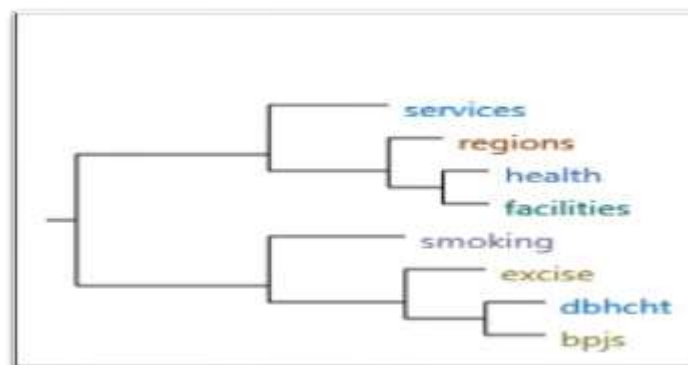 services
regions
health
facilities
smoking
excise
dbhcht
bpjs